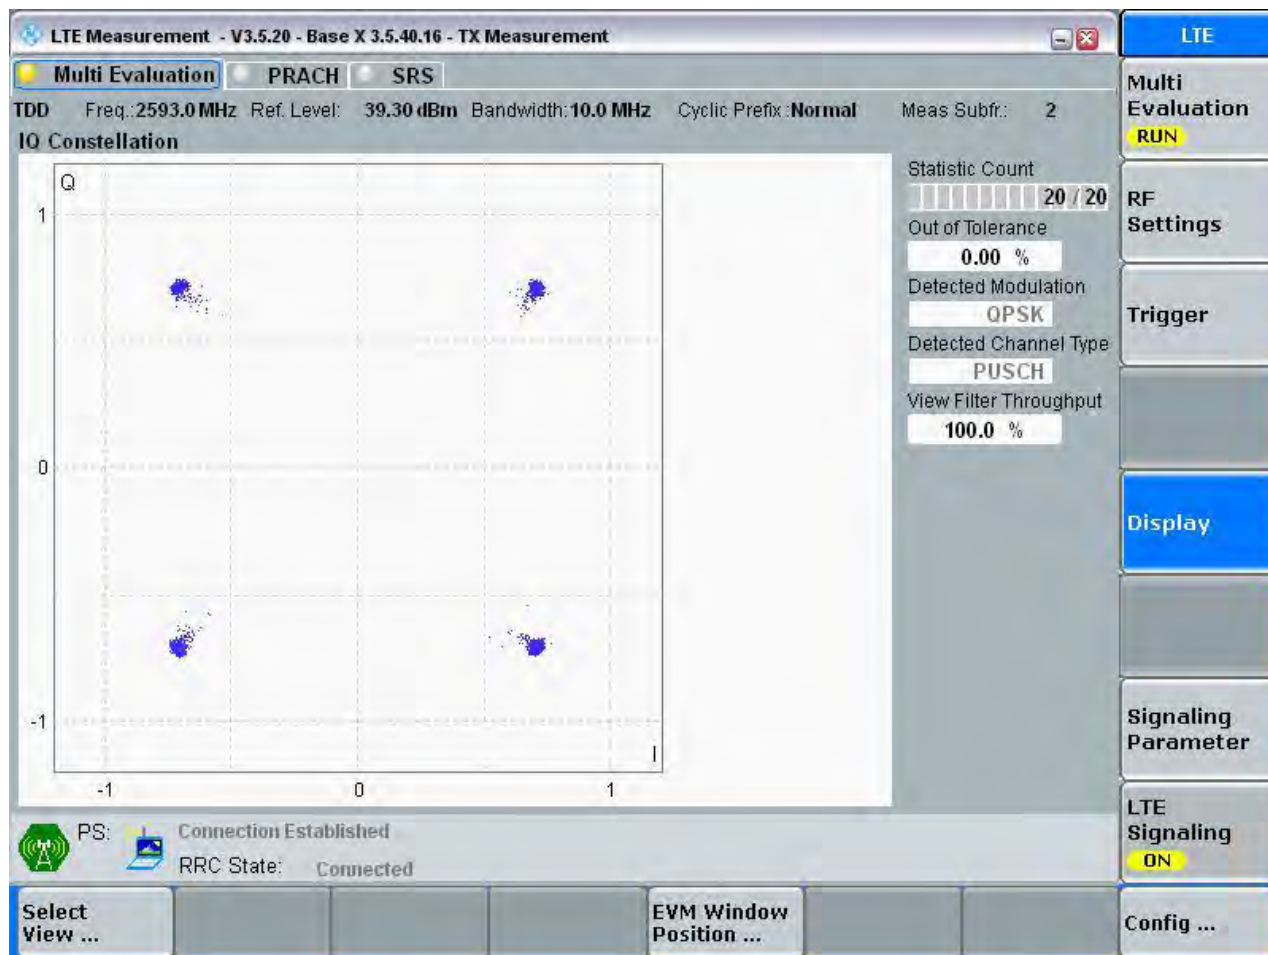 LTE Measurement - V3.5.20 - Base X 3.5.40.16 - TX Measurement
LTE
Multi Evaluation PRACH SRS
TDD Freq.:2593.0 MHz Ref. Level: 39.30 dBm Bandwidth:10.0 MHz Cyclic Prefix :Normal Meas Subfr.: 2
IQ Constellation
Q
1
0
-1
I
-1 0 1
Statistic Count
20 / 20
Out of Tolerance
0.00 %
Detected Modulation
QPSK
Detected Channel Type
PUSCH
View Filter Throughput
100.0 %
Multi
Evaluation
RUN
RF
Settings
Trigger
Display
Signaling
Parameter
LTE
Signaling
ON
PS: Connection Established
RRC State: Connected
Select
View ...
EVM Window
Position ...
Config ...